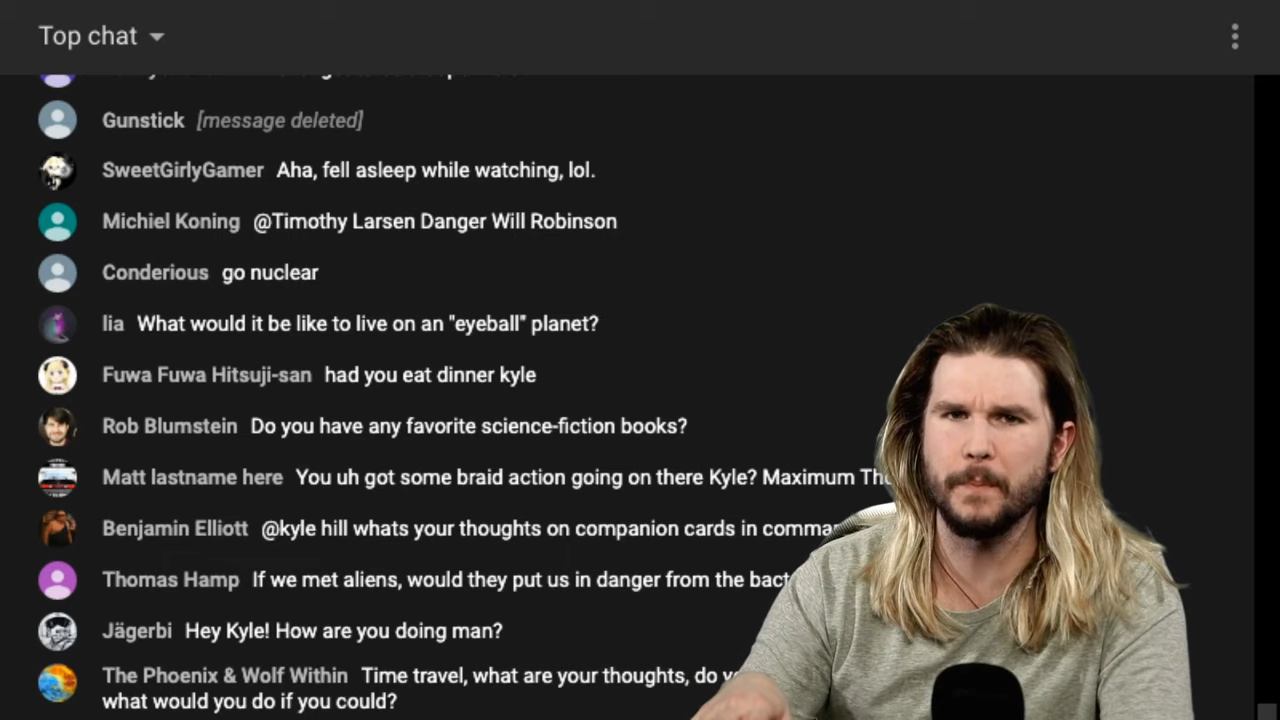 Top chat
Gunstick [message deleted]
SweetGirlyGamer Aha, fell asleep while watching, lol.
Michiel Koning @Timothy Larsen Danger Will Robinson
Conderious go nuclear
lia What would it be like to live on an "eyeball" planet?
Fuwa Fuwa Hitsuji-san had you eat dinner kyle
Rob Blumstein Do you have any favorite science-fiction books?
Matt lastname here You uh got some braid action going on there Kyle? Maximum
Benjamin Elliott @kyle hill whats your thoughts on companion cards in
Thomas Hamp If we met aliens, would they put us in danger from the
Jägerbi Hey Kyle! How are you doing man?
The Phoenix & Wolf Within Time travel, what are your thoughts, do
what would you do if you could?